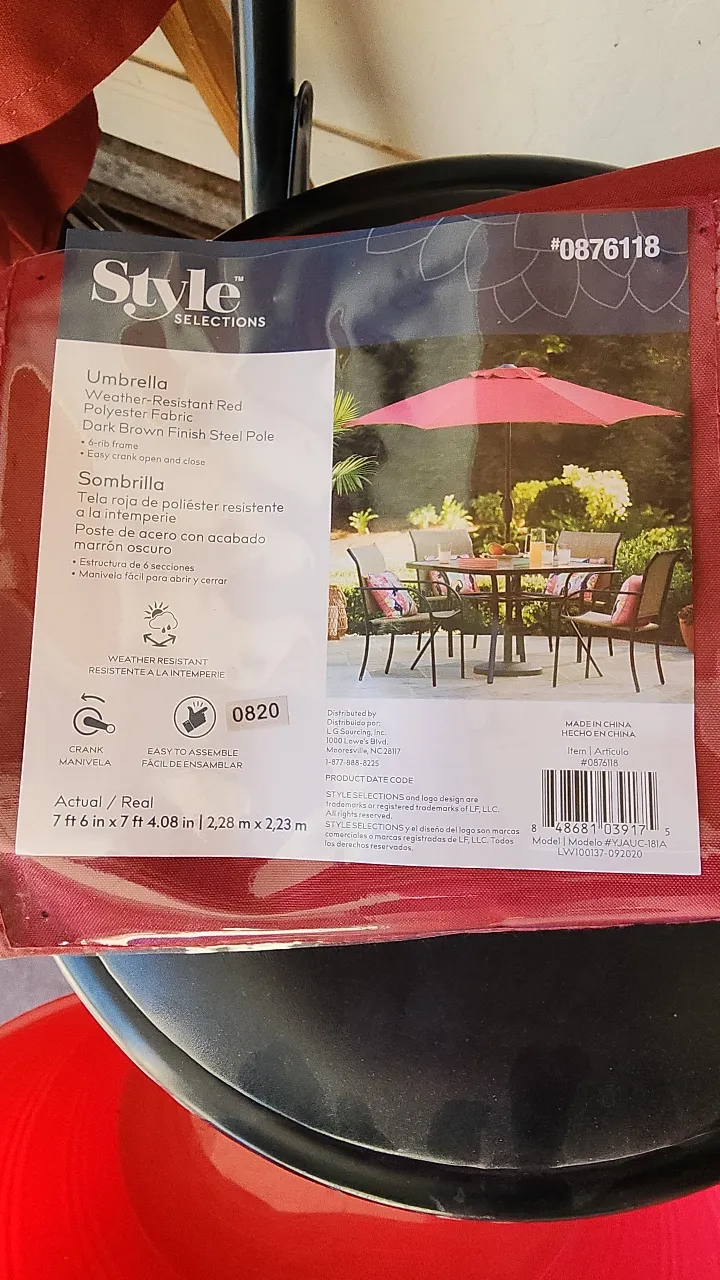 #0876118
Style™
SELECTIONS
Umbrella
Weather-Resistant Red
Polyester Fabric
Dark Brown Finish Steel Pole
• 6-rib frame
• Easy crank open and close
Sombrilla
Tela roja de poliéster resistente
a la intemperie
Poste de acero con acabado
marrón oscuro
• Estructura de 6 secciones
• Manivela fácil para abrir y cerrar
WEATHER RESISTANT
RESISTENTE A LA INTEMPERIE
0820
CRANK
MANIVELA
EASY TO ASSEMBLE
FÁCIL DE ENSAMBLAR
Actual / Real
7 ft 6 in x 7 ft 4.08 in | 2,28 m x 2,23 m
Distributed by
Distribuido por:
L G Sourcing, Inc.
1000 Lowe's Blvd.
Mooresville, NC 28117
1-877-888-8225
PRODUCT DATE CODE
STYLE SELECTIONS and logo design are
trademarks or registered trademarks of LF, LLC.
All rights reserved.
STYLE SELECTIONS y el diseño del logo son marcas
comerciales o marcas registradas de LF, LLC. Todos
los derechos reservados.
MADE IN CHINA
HECHO EN CHINA
Item | Artículo
#0876118
8 48681 03917 5
Model | Modelo #YJAUC-181A
LW100137-092020